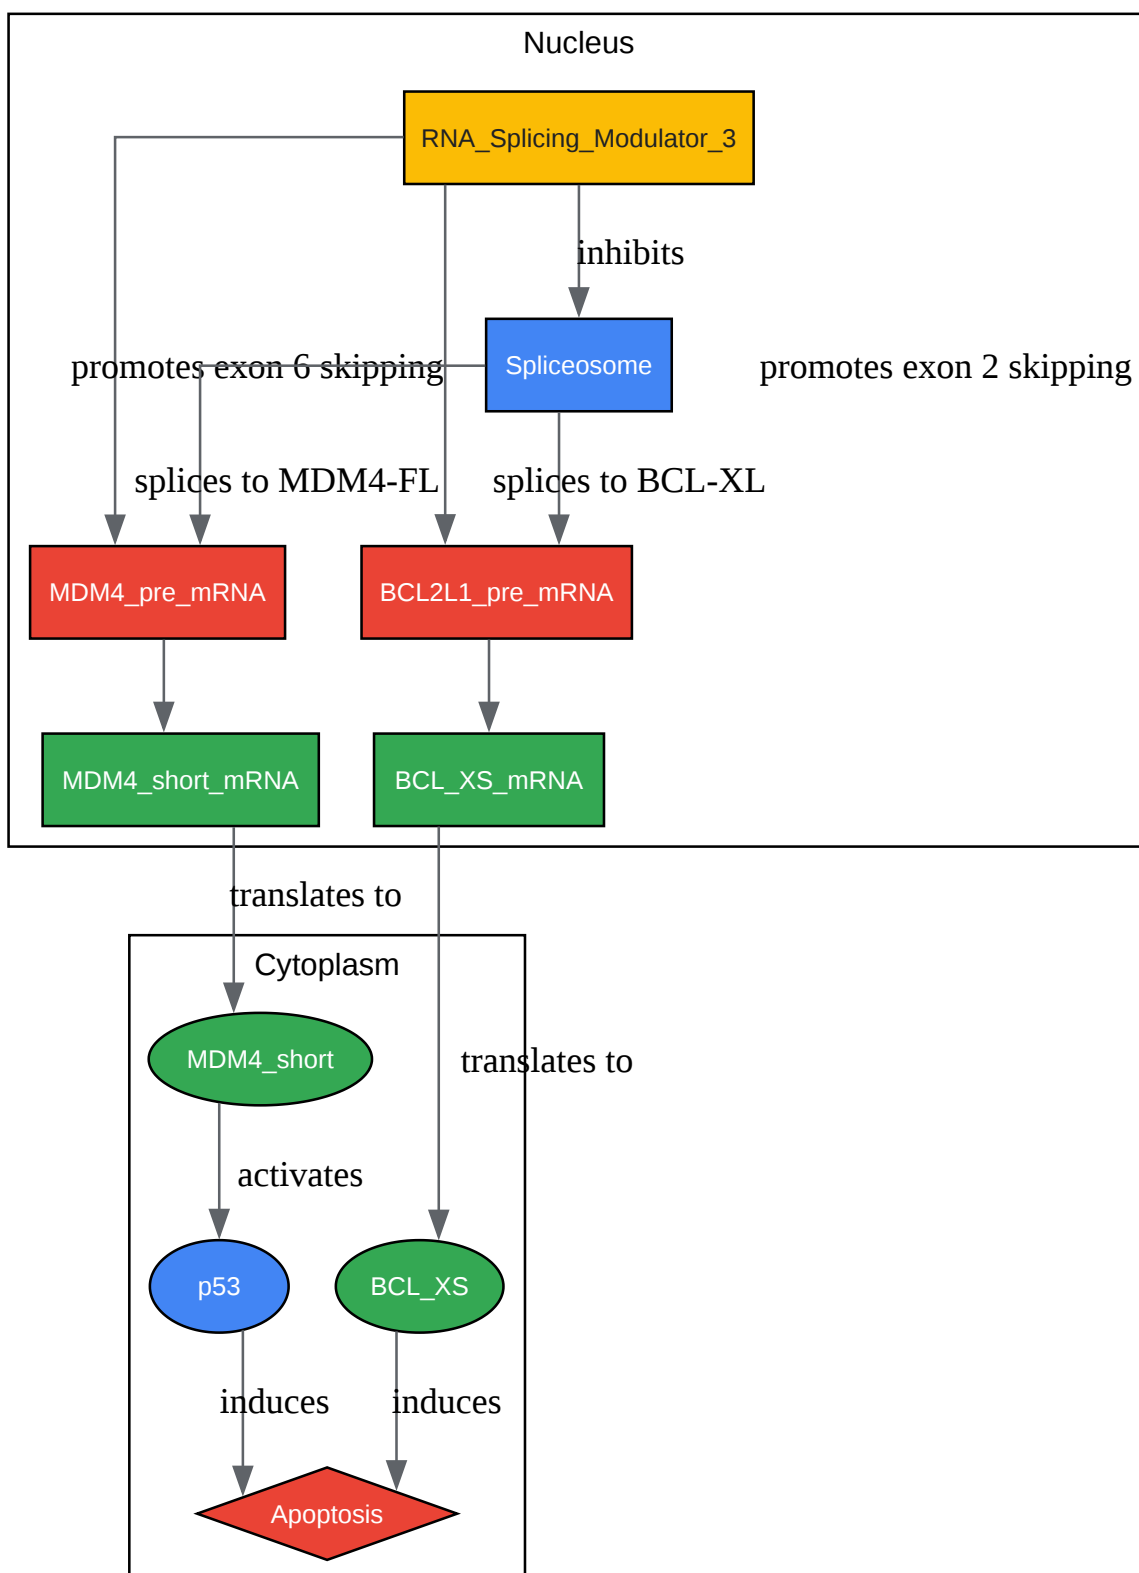 Nucleus
RNA_Splicing_Modulator_3
inhibits
promotes exon 6 skipping
Spliceosome
promotes exon 2 skipping
splices to MDM4-FL
splices to BCL-XL
MDM4_pre_mRNA
BCL2L1_pre_mRNA
MDM4_short_mRNA
BCL_XS_mRNA
translates to
Cytoplasm
MDM4_short
translates to
activates
p53
BCL_XS
induces
induces
Apoptosis